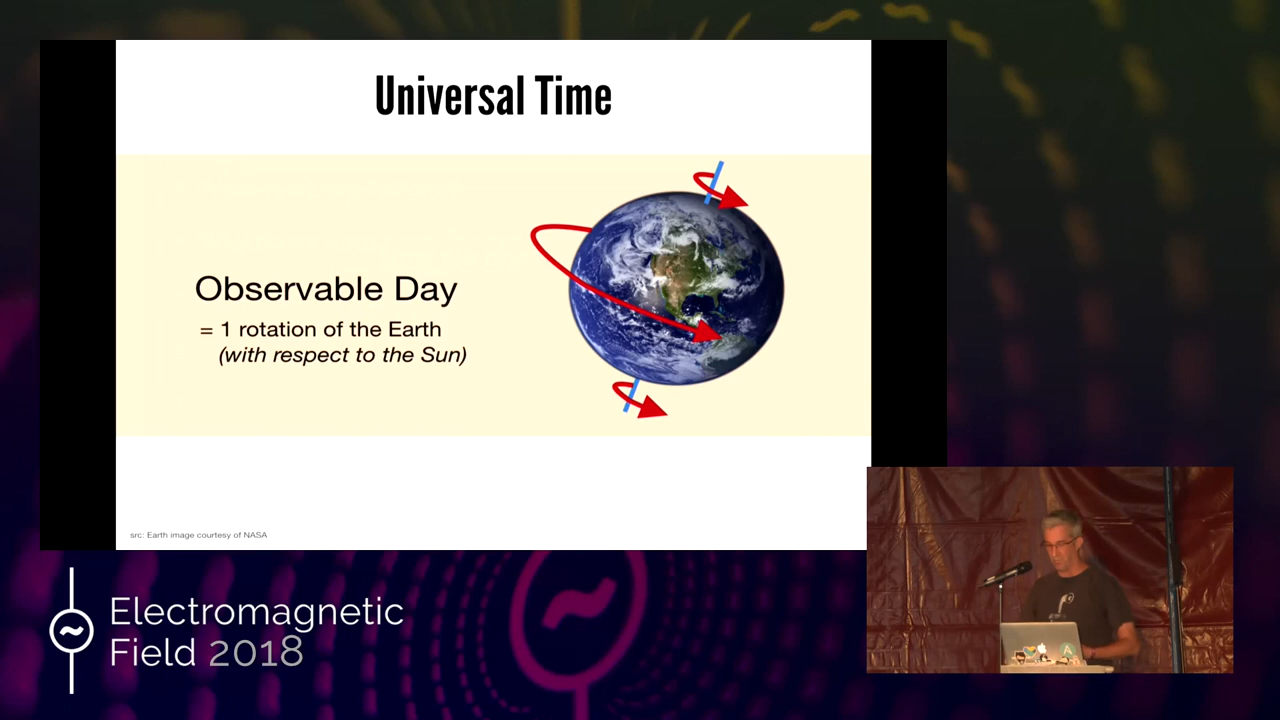 Universal Time
Observable Day
= 1 rotation of the Earth
(with respect to the Sun)
src: Earth image courtesy of NASA
Electromagnetic
Field 2018